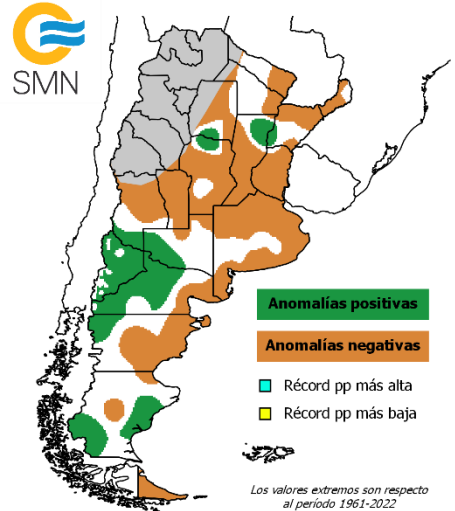 SMN
Anomalías positivas
Anomalías negativas
Récord pp más alta
Récord pp más baja
Los valores extremos son respecto
al período 1961-2022